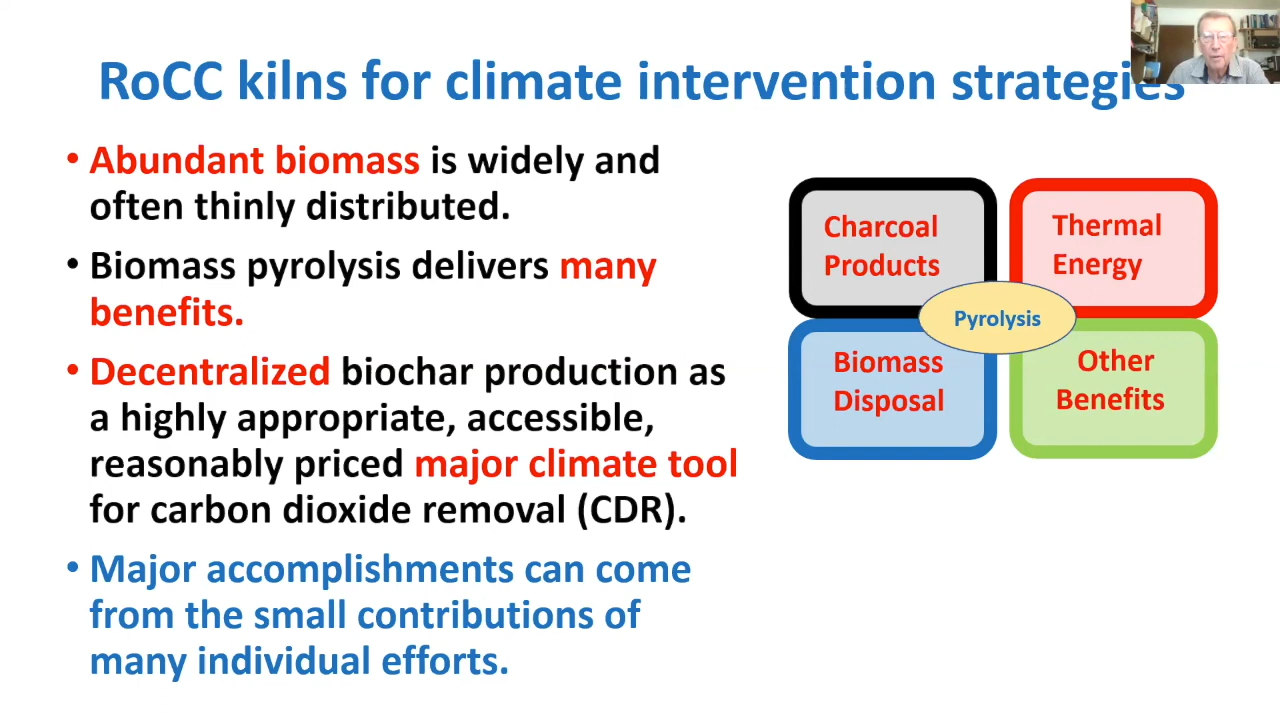 RoCC kilns for climate intervention strategies
• Abundant biomass is widely and
often thinly distributed.
• Biomass pyrolysis delivers many
benefits.
• Decentralized biochar production as
a highly appropriate, accessible,
reasonably priced major climate tool
for carbon dioxide removal (CDR).
• Major accomplishments can come
from the small contributions of
many individual efforts.
Charcoal
Products
Thermal
Energy
Pyrolysis
Biomass
Disposal
Other
Benefits